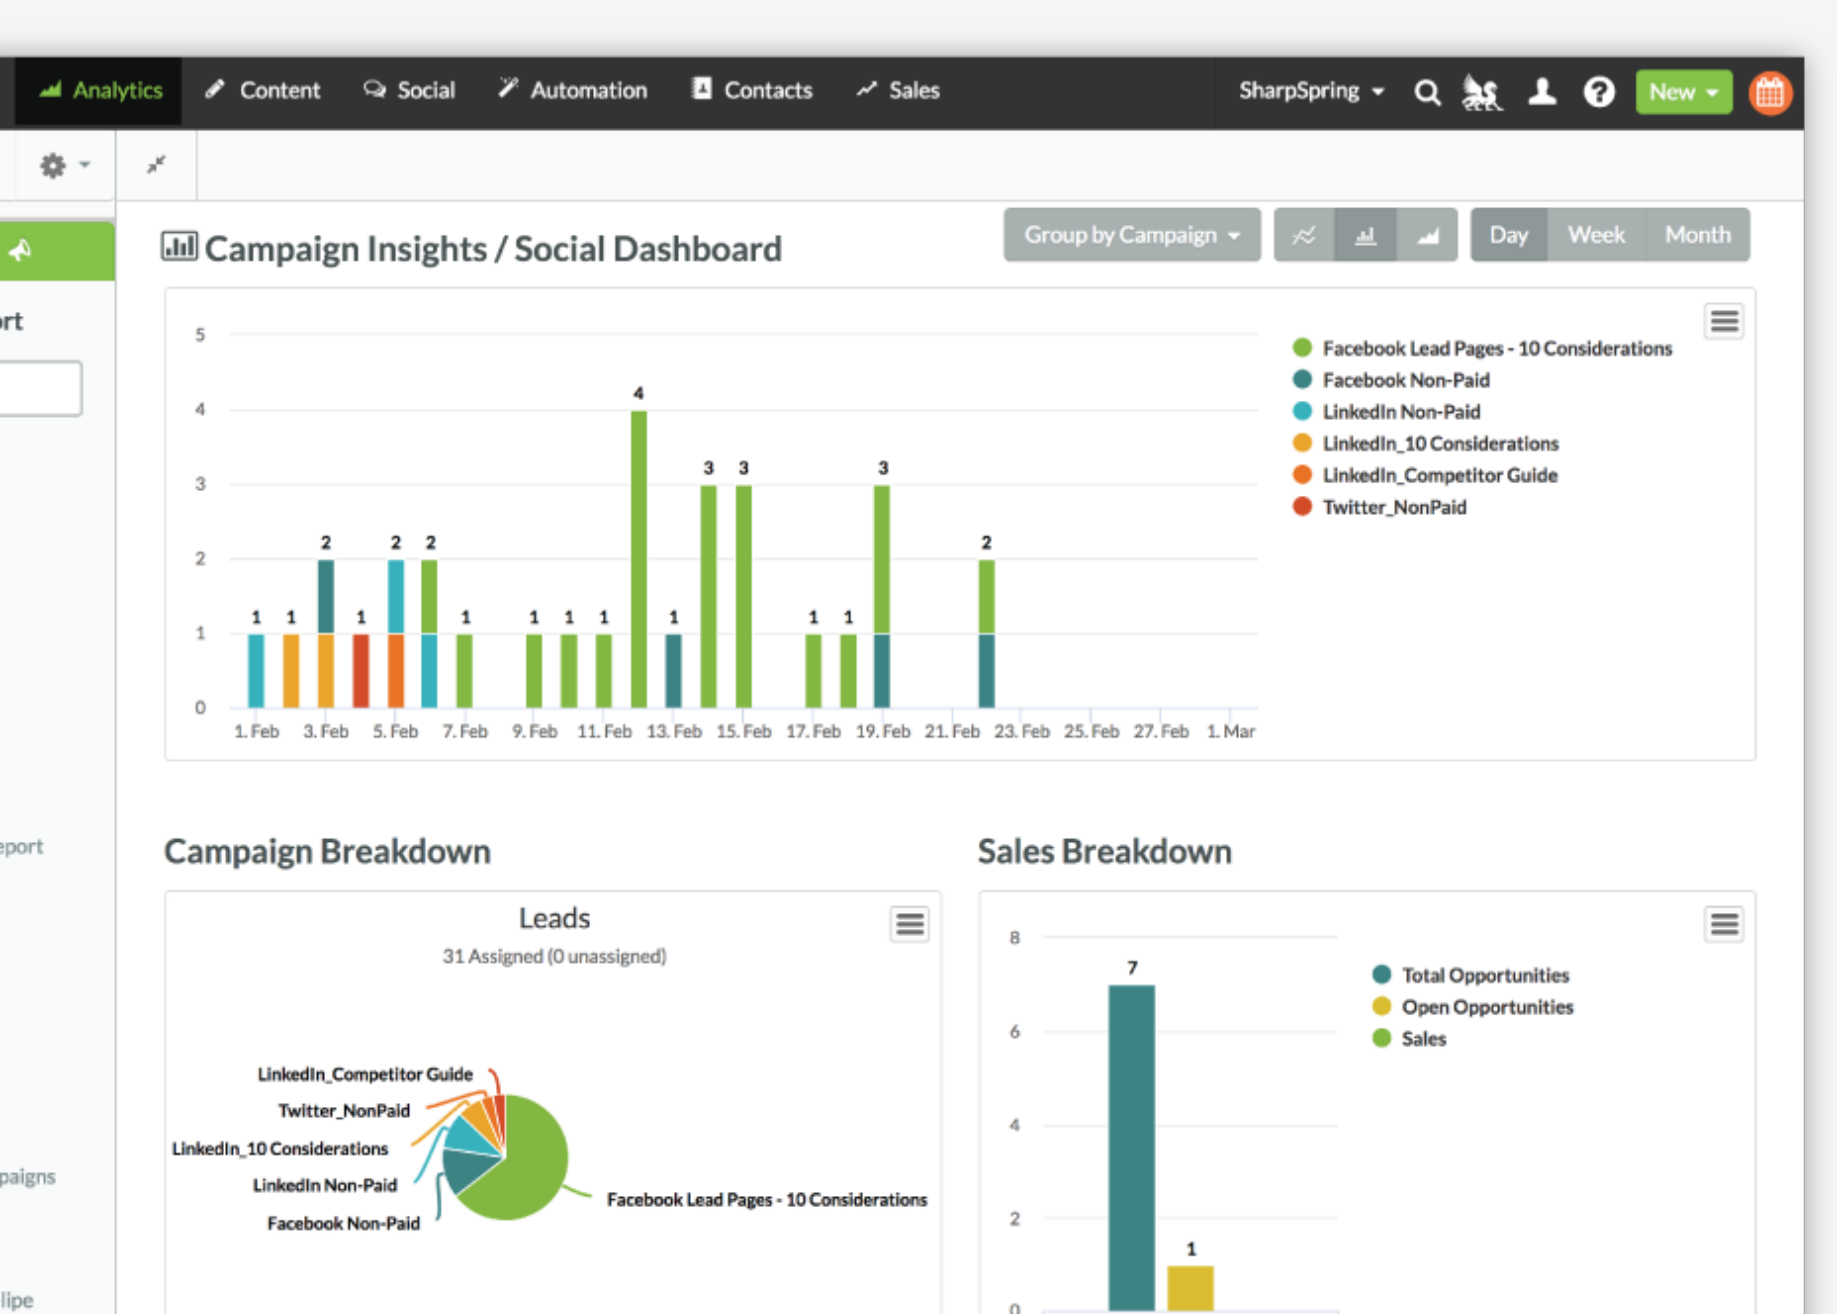 Analytics Content Social Automation Contacts Sales SharpSpring New
Campaign Insights / Social Dashboard
Group by Campaign Day Week Month
ort
5
4
3
2
1
0
4
3 3 3
2 2 2 2
1 1 1 1 1 1 1 1 1 1
1. Feb 3. Feb 5. Feb 7. Feb 9. Feb 11. Feb 13. Feb 15. Feb 17. Feb 19. Feb 21. Feb 23. Feb 25. Feb 27. Feb 1. Mar
Facebook Lead Pages - 10 Considerations
Facebook Non-Paid
LinkedIn Non-Paid
LinkedIn_10 Considerations
LinkedIn_Competitor Guide
Twitter_NonPaid
eport
paigns
lipe
Campaign Breakdown
Leads
31 Assigned (0 unassigned)
LinkedIn_Competitor Guide
Twitter_NonPaid
LinkedIn_10 Considerations
LinkedIn Non-Paid
Facebook Non-Paid
Facebook Lead Pages - 10 Considerations
Sales Breakdown
8
6
4
2
0
7
1
Total Opportunities
Open Opportunities
Sales